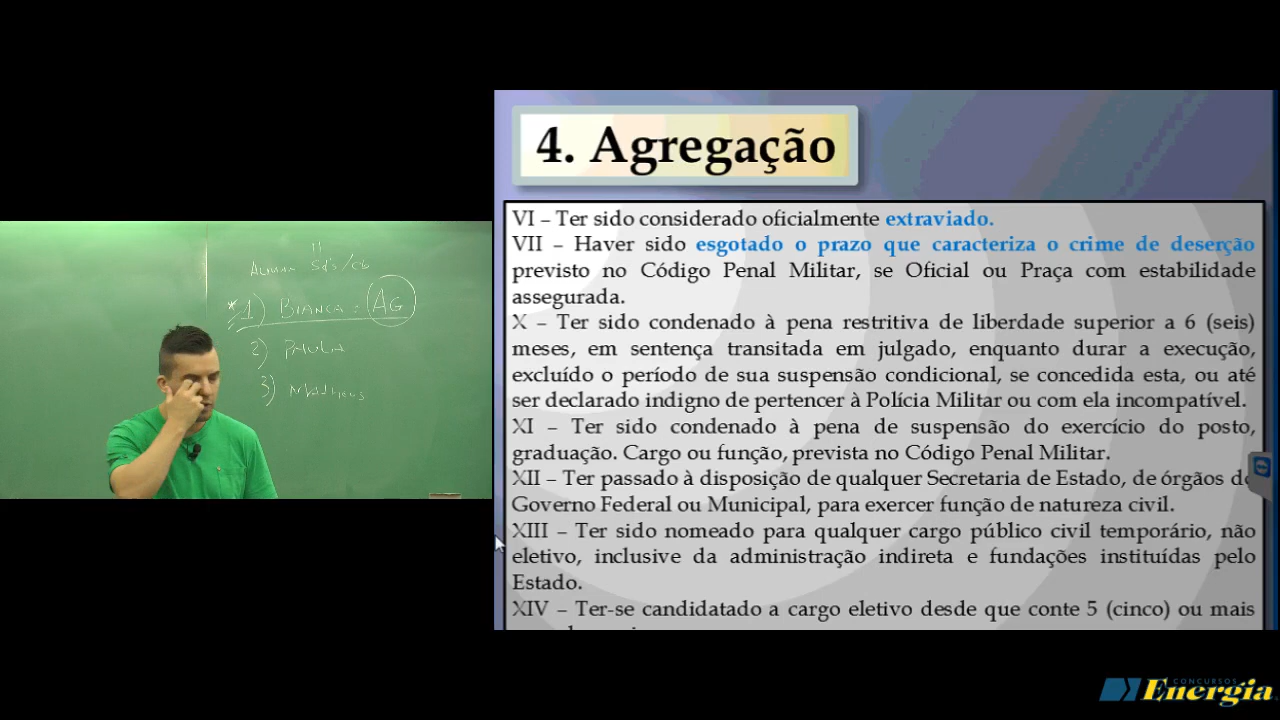 4. Agregação
VI – Ter sido considerado oficialmente extraviado.
VII – Haver sido esgotado o prazo que caracteriza o crime de deserção
previsto no Código Penal Militar, se Oficial ou Praça com estabilidade
assegurada.
X – Ter sido condenado à pena restritiva de liberdade superior a 6 (seis)
meses, em sentença transitada em julgado, enquanto durar a execução,
excluído o período de sua suspensão condicional, se concedida esta, ou até
ser declarado indigno de pertencer à Polícia Militar ou com ela incompatível.
XI – Ter sido condenado à pena de suspensão do exercício do posto,
graduação. Cargo ou função, prevista no Código Penal Militar.
XII – Ter passado à disposição de qualquer Secretaria de Estado, de órgãos do
Governo Federal ou Municipal, para exercer função de natureza civil.
XIII – Ter sido nomeado para qualquer cargo público civil temporário, não
eletivo, inclusive da administração indireta e fundações instituídas pelo
Estado.
XIV – Ter-se candidatado a cargo eletivo desde que conte 5 (cinco) ou mais
*1) BIANCA = AG
2) PAULA
3) MATHEUS
CONCURSOS
Energia